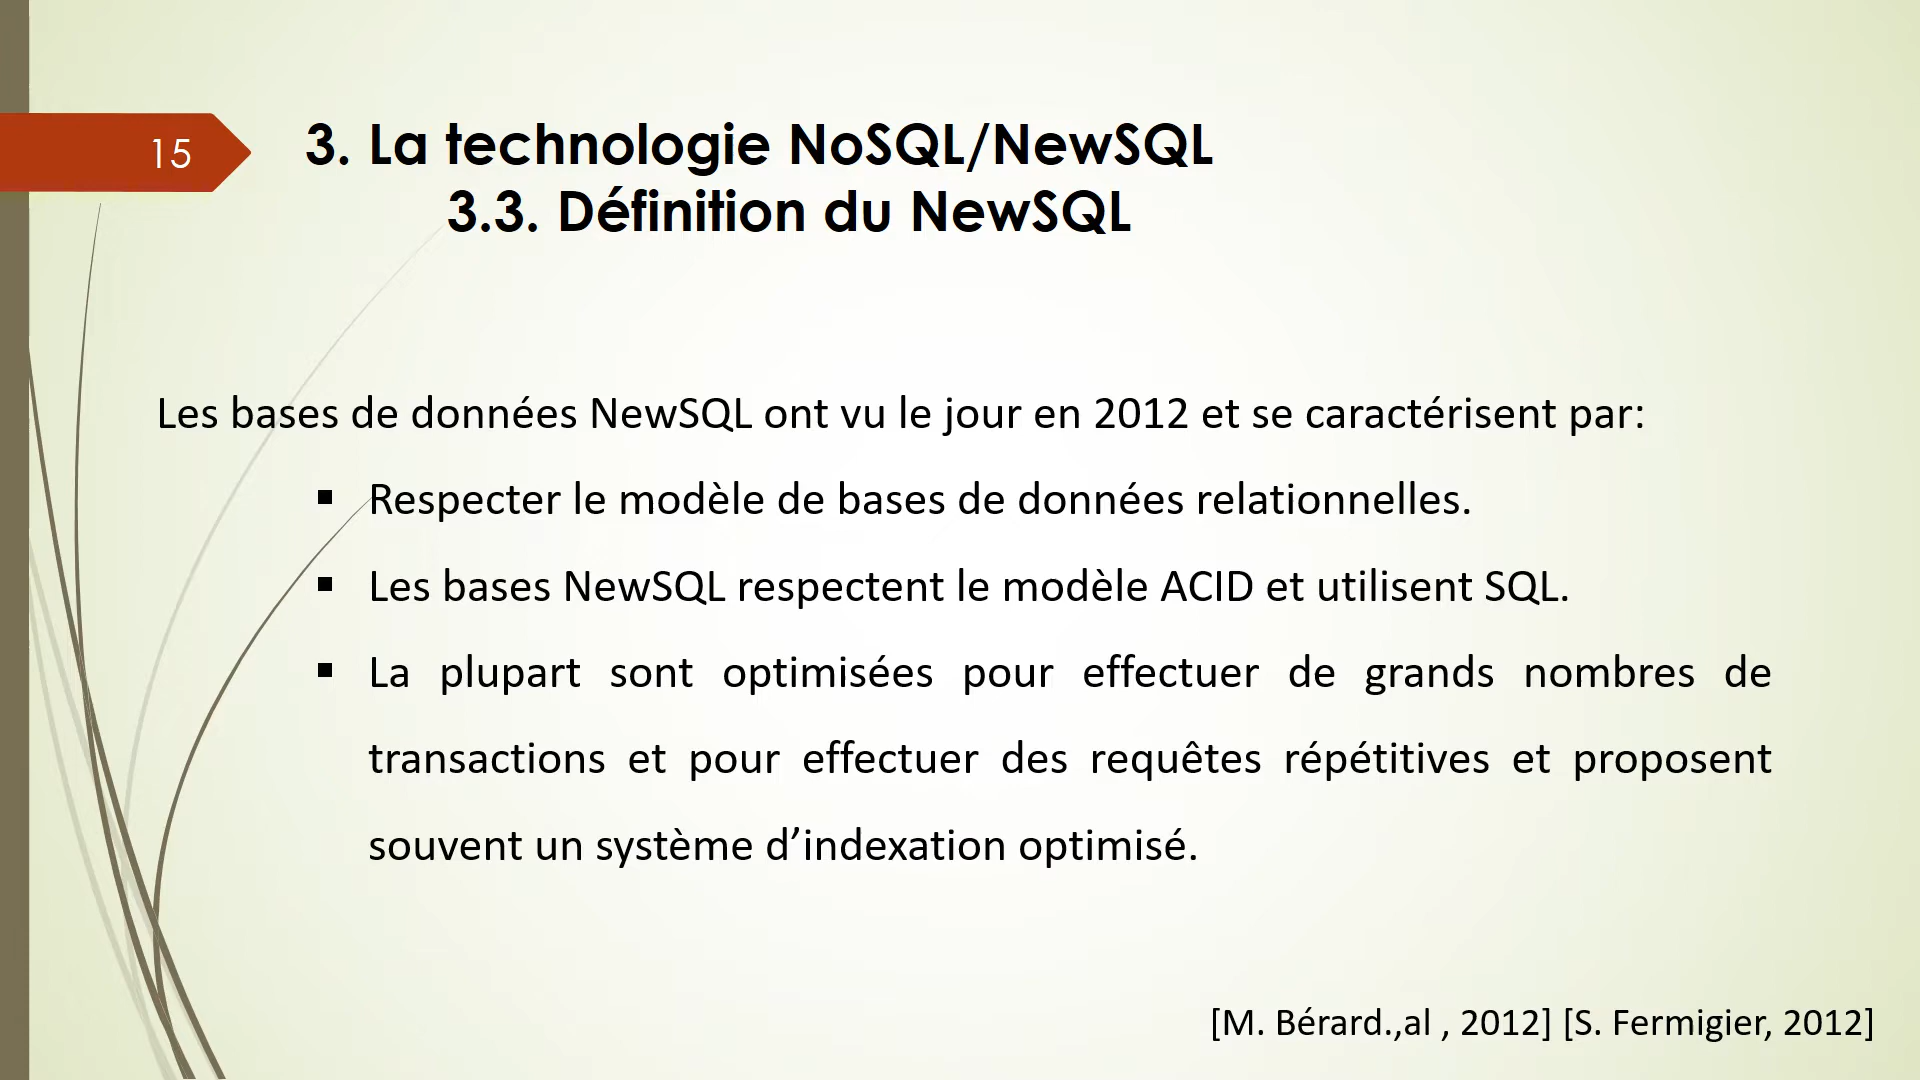 15
3. La technologie NoSQL/NewSQL
3.3. Définition du NewSQL
Les bases de données NewSQL ont vu le jour en 2012 et se caractérisent par:
▪ Respecter le modèle de bases de données relationnelles.
▪ Les bases NewSQL respectent le modèle ACID et utilisent SQL.
▪ La plupart sont optimisées pour effectuer de grands nombres de
transactions et pour effectuer des requêtes répétitives et proposent
souvent un système d’indexation optimisé.
[M. Bérard.,al , 2012] [S. Fermigier, 2012]